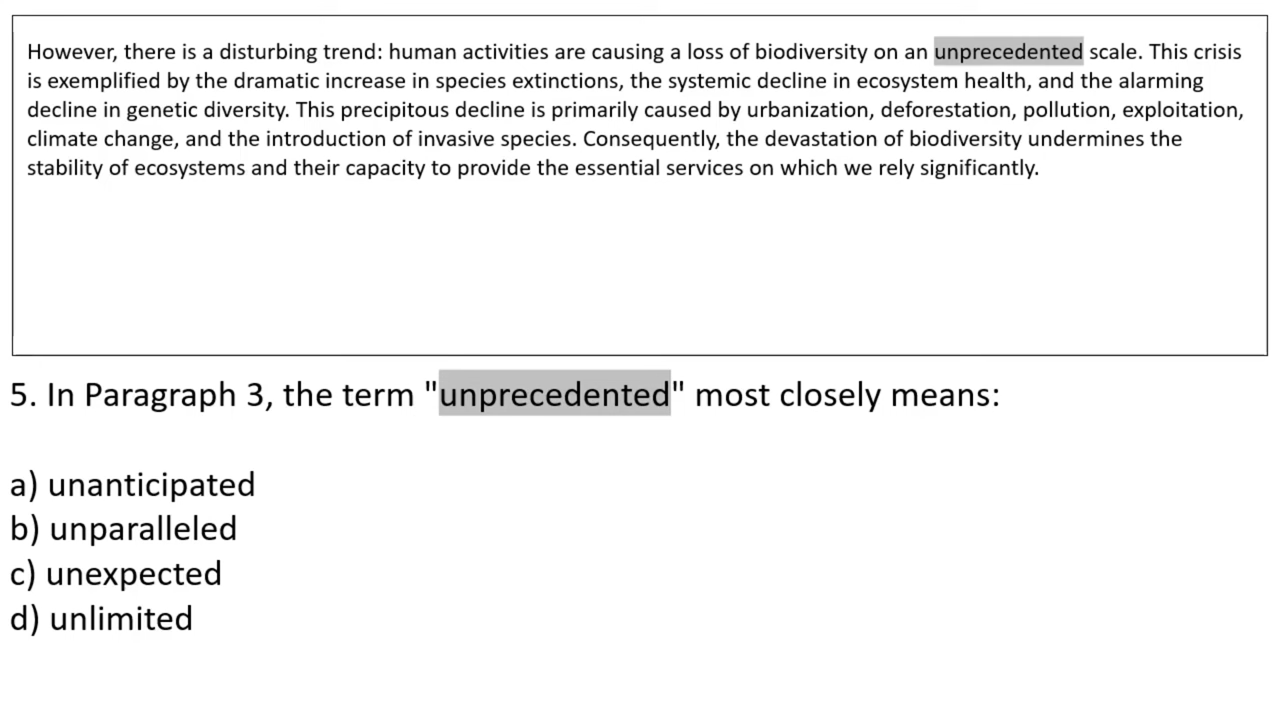 However, there is a disturbing trend: human activities are causing a loss of biodiversity on an unprecedented scale. This crisis
is exemplified by the dramatic increase in species extinctions, the systemic decline in ecosystem health, and the alarming
decline in genetic diversity. This precipitous decline is primarily caused by urbanization, deforestation, pollution, exploitation,
climate change, and the introduction of invasive species. Consequently, the devastation of biodiversity undermines the
stability of ecosystems and their capacity to provide the essential services on which we rely significantly.
5. In Paragraph 3, the term "unprecedented" most closely means:
a) unanticipated
b) unparalleled
c) unexpected
d) unlimited